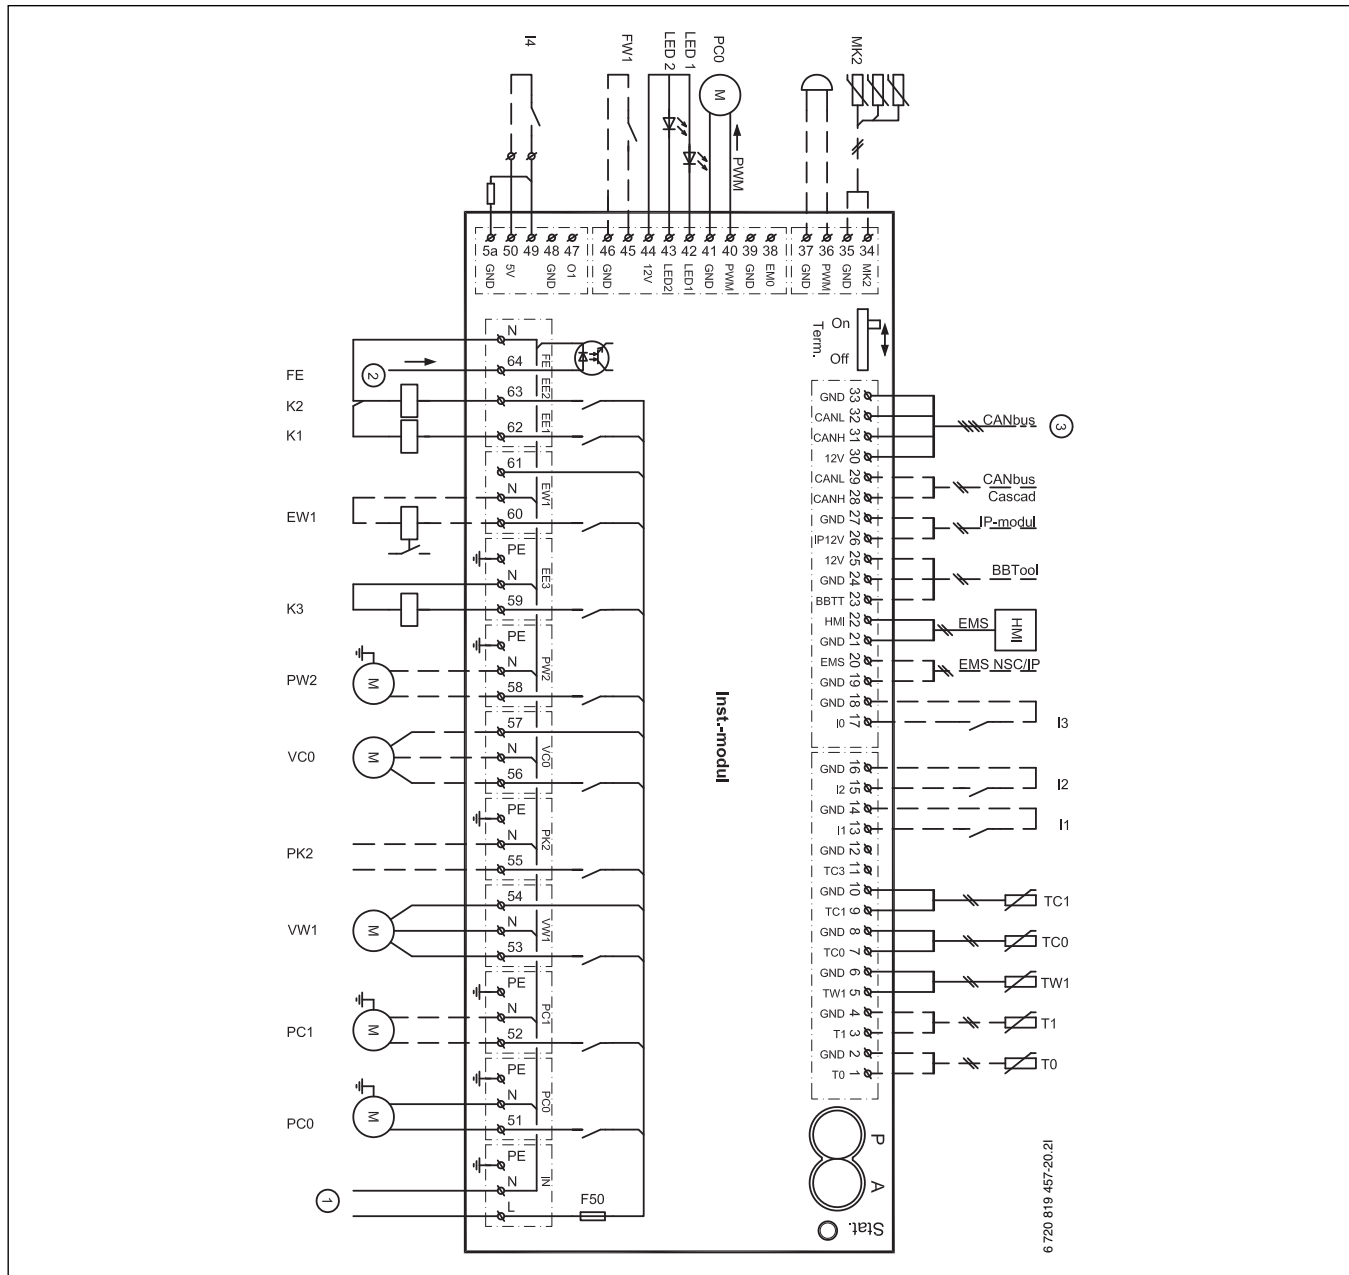 I4
FW1
LED 2
LED 1
PC0
MK2
M
PWM
5a 50 49 48 47
GND 5V GND O1
46 45 44 43 42 41 40 39 38
GND 12V LED2 LED1 GND PWM GND EM0
37 36 35 34
GND PWM GND MK2
On
Term.
Off
N
64
63
62
FE EE2 EE1
61
N
60
EW1
PE
N
59
EE3
PE
N
58
PW2
57
N
56
VC0
PE
N
55
PK2
54
N
53
VW1
PE
N
52
PC1
PE
N
51
PC0
PE
N
L
IN
F50
FE
2
K2
K1
EW1
K3
PW2
M
VC0
M
PK2
VW1
M
PC1
M
PC0
M
1
Inst.-modul
GND 33
CANL 32
CANH 31
12V 30
CANL 29
CANH 28
GND 27
IP12V 26
12V 25
GND 24
BBTT 23
HMI 22
GND 21
EMS 20
GND 19
GND 18
I0 17
GND 16
I2 15
GND 14
I1 13
GND 12
TC3 11
GND 10
TC1 9
GND 8
TC0 7
GND 6
TW1 5
GND 4
T1 3
GND 2
T0 1
CANbus
3
CANbus
Cascad
IP-modul
BBTool
EMS
HMI
EMS NSC/IP
I3
I2
I1
TC1
TC0
TW1
T1
T0
P
A
Stat.
6 720 819 457-20.2I